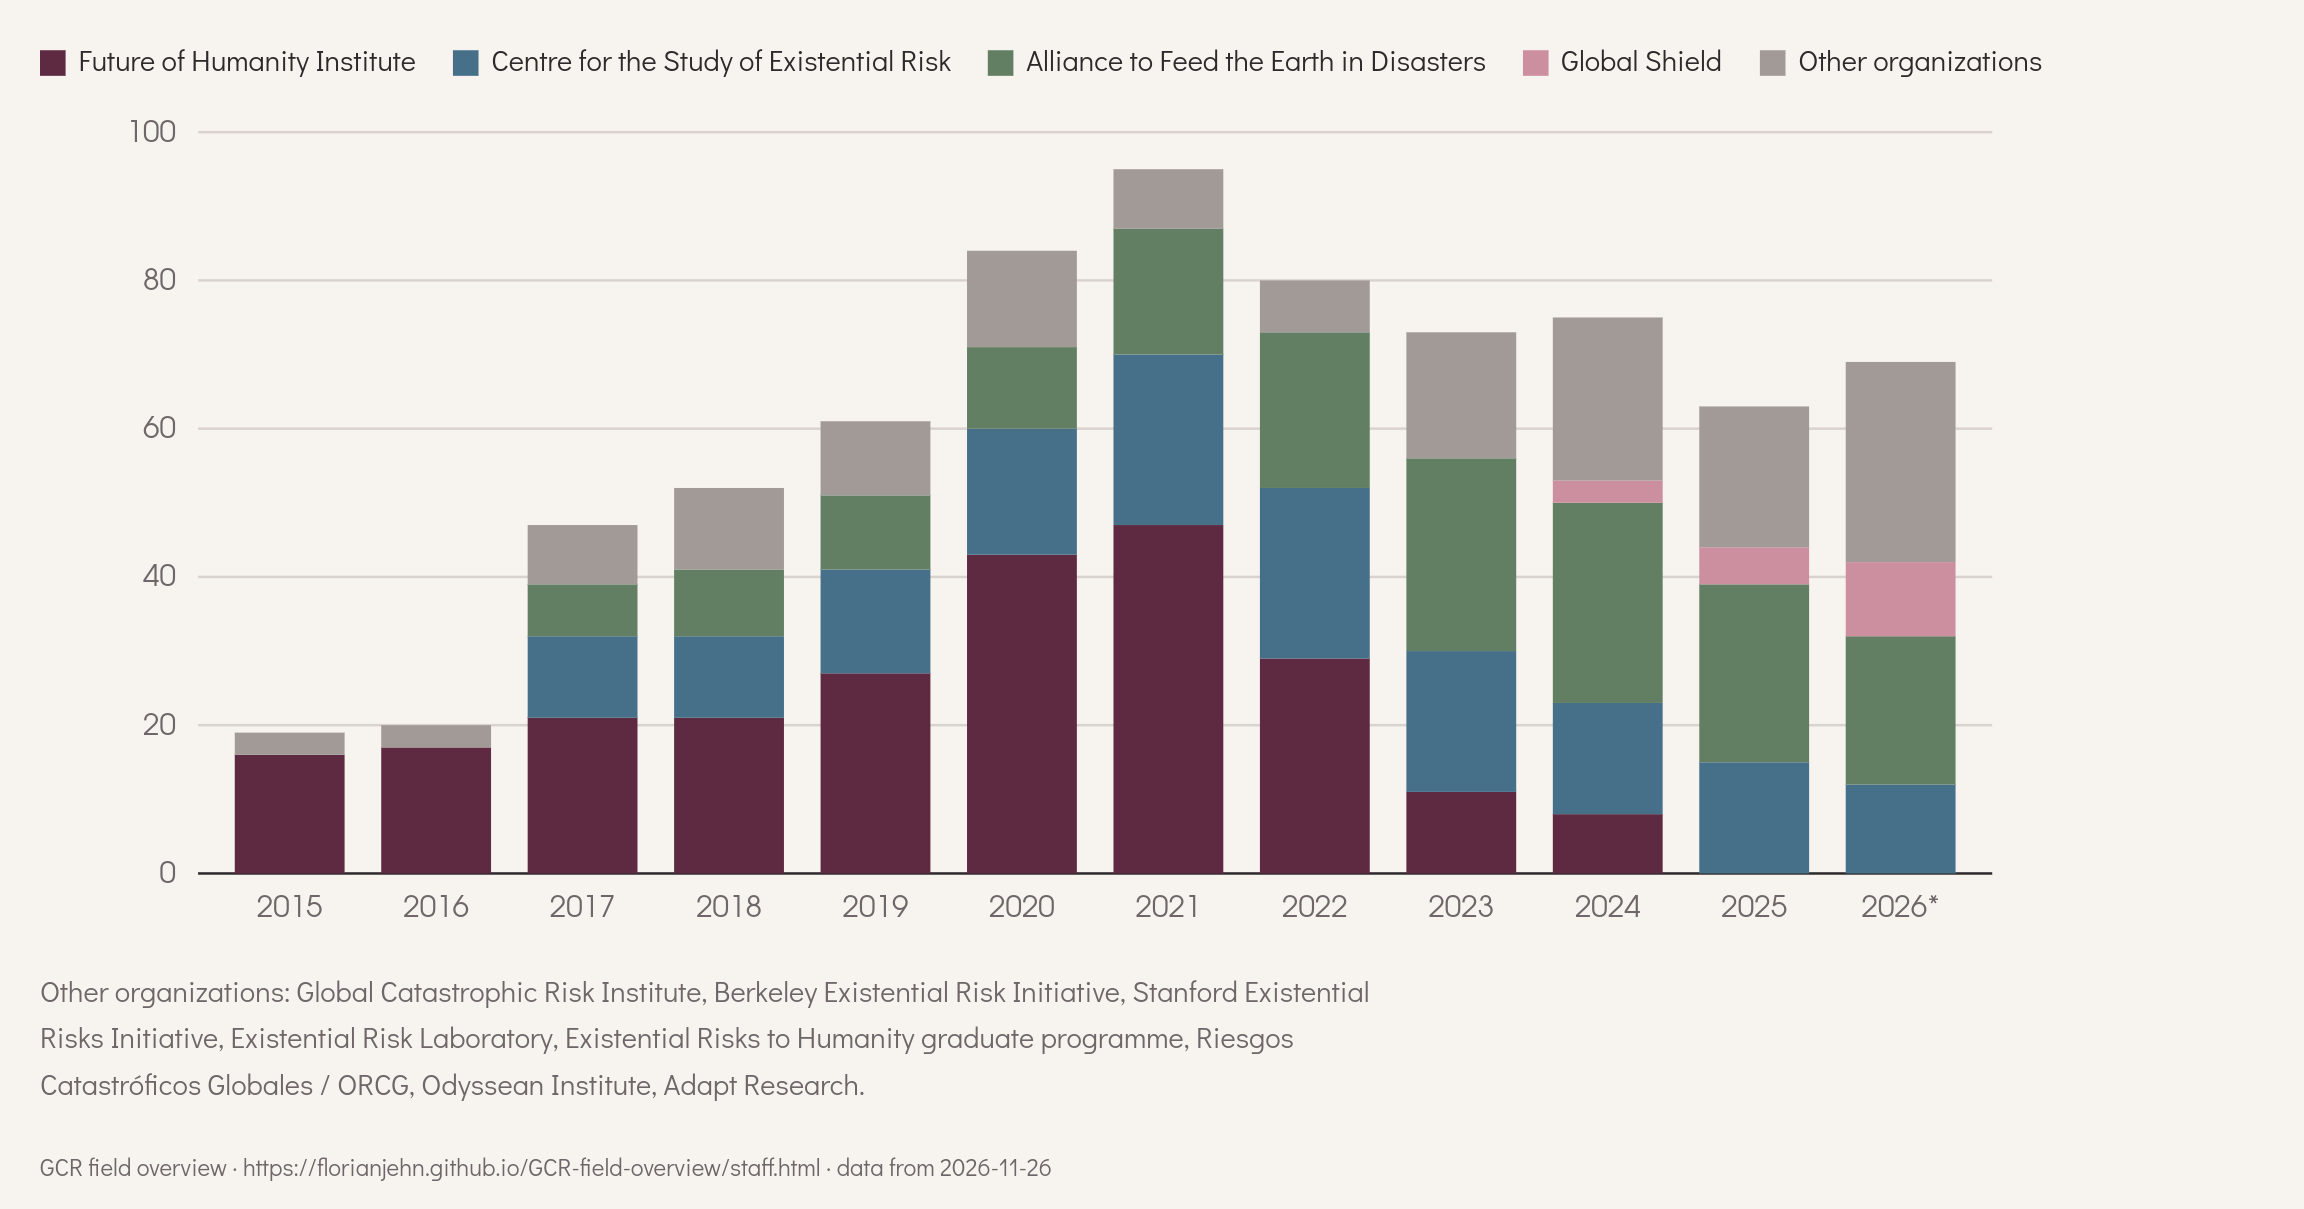 Future of Humanity Institute Centre for the Study of Existential Risk Alliance to Feed the Earth in Disasters Global Shield Other organizations
100
80
60
40
20
0
2015 2016 2017 2018 2019 2020 2021 2022 2023 2024 2025 2026*
Other organizations: Global Catastrophic Risk Institute, Berkeley Existential Risk Initiative, Stanford Existential
Risks Initiative, Existential Risk Laboratory, Existential Risks to Humanity graduate programme, Riesgos
Catastróficos Globales / ORCG, Odyssean Institute, Adapt Research.
GCR field overview · https://florianjehn.github.io/GCR-field-overview/staff.html · data from 2026-11-26